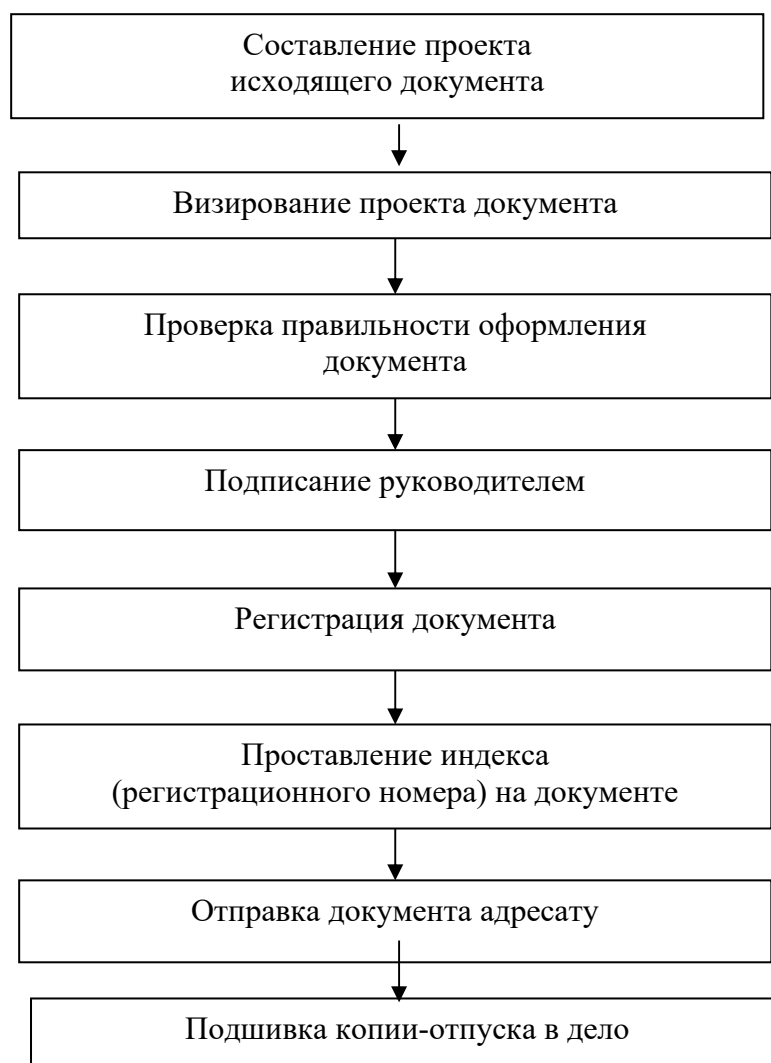 Составление проекта
исходящего документа
Визирование проекта документа
Проверка правильности оформления
документа
Подписание руководителем
Регистрация документа
Проставление индекса
(регистрационного номера) на документе
Отправка документа адресату
Подшивка копии-отпуска в дело